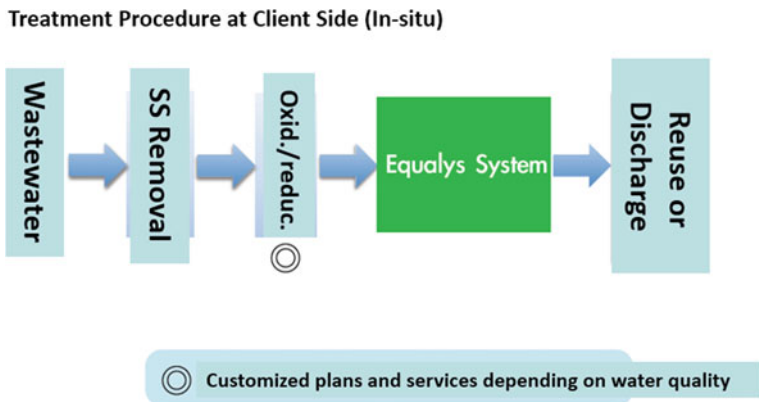 Treatment Procedure at Client Side (In-situ)
Wastewater
SS Removal
Oxid./reduc.
Equalys System
Reuse or
Discharge
Customized plans and services depending on water quality